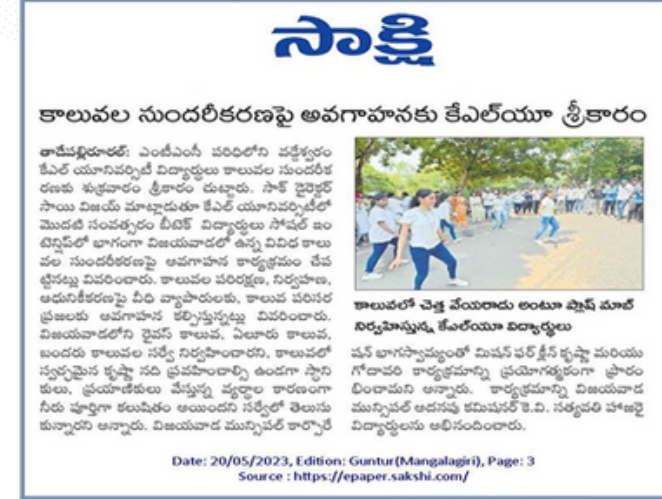 సాక్షి
కాలువల సుందరీకరణపై అవగాహనకు కేఎల్‌యూ శ్రీకారం
తాడేపల్లిరూరల్: ఎంటీఎంసీ పరిధిలోని వడ్డేశ్వరం
కేఎల్ యూనివర్సిటీ విద్యార్థులు కాలువల సుందరీక
రణకు శుక్రవారం శ్రీకారం చుట్టారు. సాక్ డైరెక్టర్
సాయి విజయ్ మాట్లాడుతూ కేఎల్ యూనివర్సిటీలో
మొదటి సంవత్సరం బీటెక్ విద్యార్థులు సోషల్ ఇం
టెర్న్షిప్‌లో భాగంగా విజయవాడలో ఉన్న వివిధ కాలు
వల సుందరీకరణపై అవగాహన కార్యక్రమం చేప
ట్టినట్లు వివరించారు. కాలువల పరిరక్షణ, నిర్వహణ,
ఆధునికీకరణపై వీధి వ్యాపారులకు, కాలువ పరిసర
ప్రజలకు అవగాహన కల్పిస్తున్నట్లు వివరించారు.
విజయవాడలోని రైవస్ కాలువ, ఏలూరు కాలువ,
బందరు కాలువల సర్వే నిర్వహించారని, కాలువలో
స్వచ్ఛమైన కృష్ణా నది ప్రవహించాల్సి ఉండగా స్థాని
కులు, ప్రయాణికులు వేస్తున్న వ్యర్థాల కారణంగా
నీరు పూర్తిగా కలుషితం అయిందని సర్వేలో తెలుసు
కున్నారని అన్నారు. విజయవాడ మున్సిపల్ కార్పొరే
కాలువలో చెత్త వేయరాదు అంటూ ఫ్లాష్ మాబ్
నిర్వహిస్తున్న కేఎల్‌యూ విద్యార్థులు
షన్ భాగస్వామ్యంతో మిషన్ ఫర్ క్లీన్ కృష్ణా మరియు
గోదావరి కార్యక్రమాన్ని ప్రయోగత్మకంగా ప్రారం
భించామని అన్నారు. కార్యక్రమాన్ని విజయవాడ
మున్సిపల్ అదనపు కమిషనర్ కె.వి. సత్యవతి హాజరై
విద్యార్థులను అభినందించారు.
Date: 20/05/2023, Edition: Guntur(Mangalagiri), Page: 3
Source : https://epaper.sakshi.com/